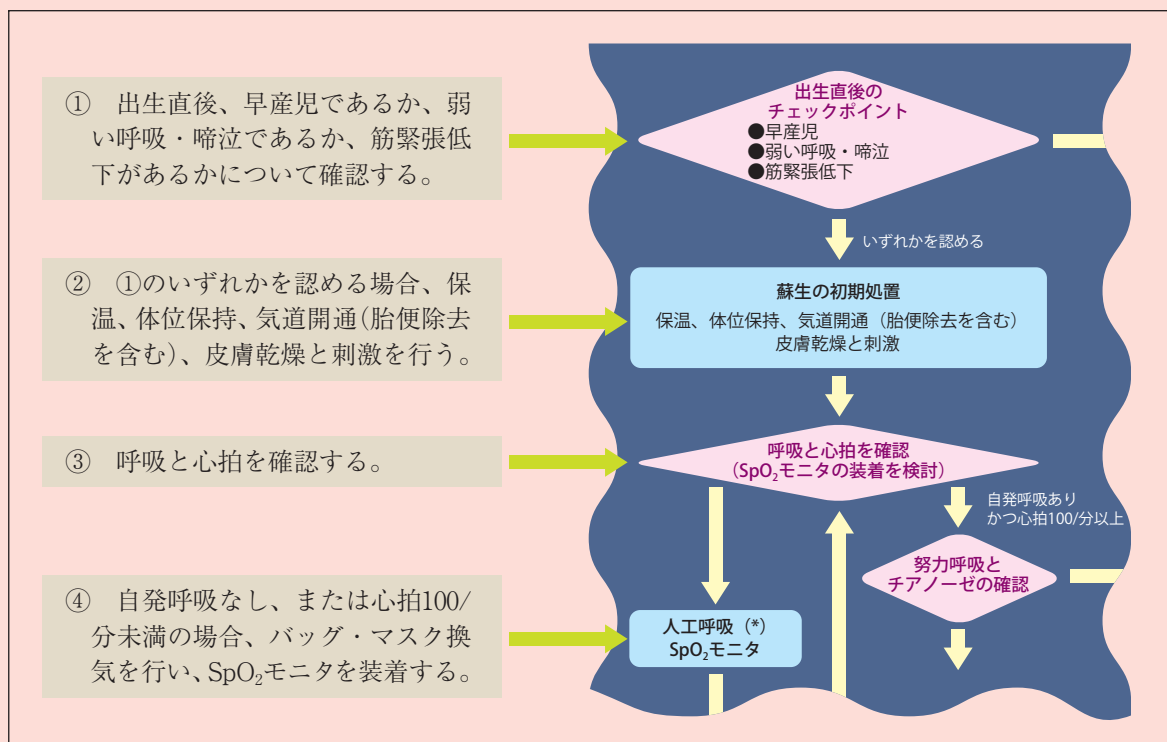 ① 出生直後、早産児であるか、弱
い呼吸・啼泣であるか、筋緊張低
下があるかについて確認する。
出生直後の
チェックポイント
●早産児
●弱い呼吸・啼泣
●筋緊張低下
いずれかを認める
② ①のいずれかを認める場合、保
温、体位保持、気道開通(胎便除去
を含む)、皮膚乾燥と刺激を行う。
蘇生の初期処置
保温、体位保持、気道開通(胎便除去を含む)
皮膚乾燥と刺激
③ 呼吸と心拍を確認する。
呼吸と心拍を確認
(SpO₂モニタの装着を検討)
自発呼吸あり
かつ心拍100/分以上
努力呼吸と
チアノーゼの確認
④ 自発呼吸なし、または心拍100/
分未満の場合、バッグ・マスク換
気を行い、SpO₂モニタを装着する。
人工呼吸(*)
SpO₂モニタ